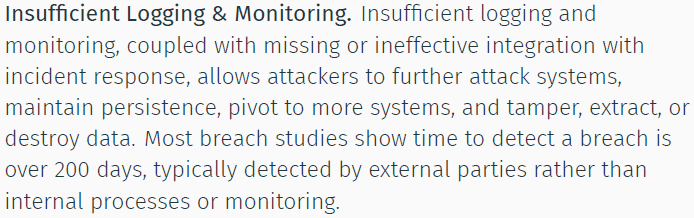 Insufficient Logging & Monitoring. Insufficient logging and
monitoring, coupled with missing or ineffective integration with
incident response, allows attackers to further attack systems,
maintain persistence, pivot to more systems, and tamper, extract, or
destroy data. Most breach studies show time to detect a breach is
over 200 days, typically detected by external parties rather than
internal processes or monitoring.